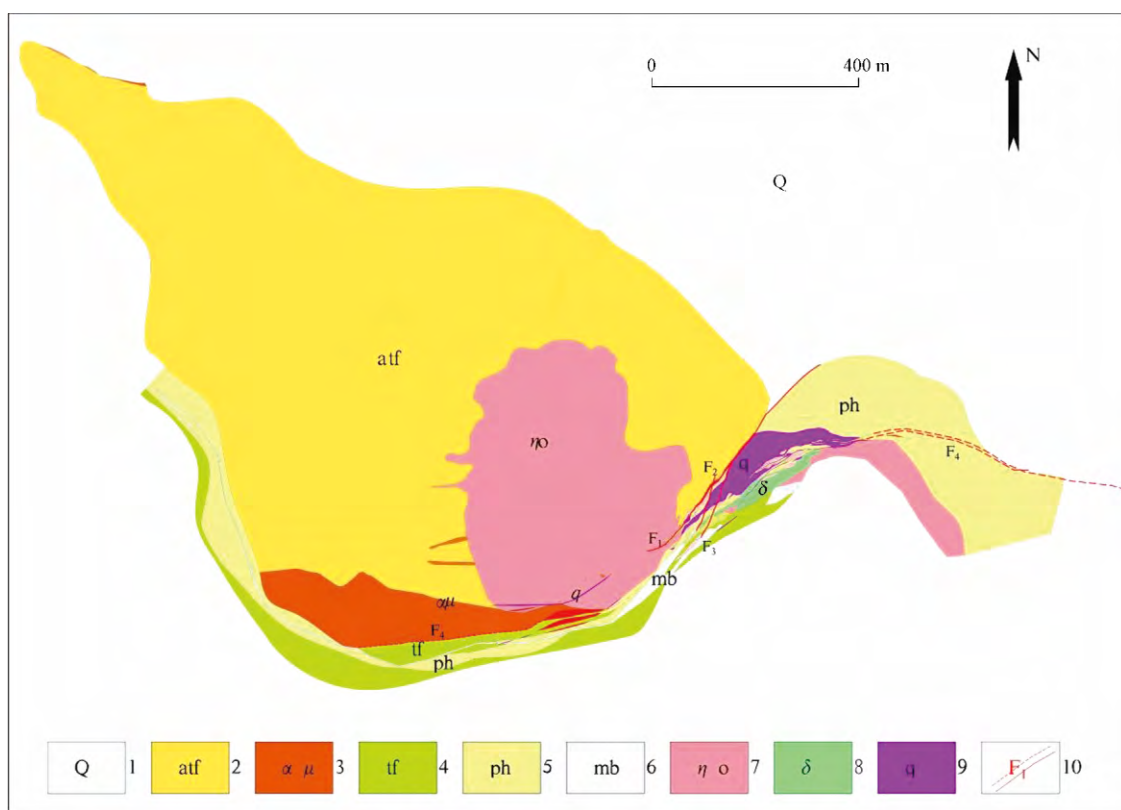 0 400 m
N
Q
atf
ηo
ph
F₄
F₂
q
δ
F₁
F₃
mb
q
αμ
F₄
tf
ph
Q 1 atf 2 α μ 3 tf 4 ph 5 mb 6 η o 7 δ 8 q 9 F₁ 10